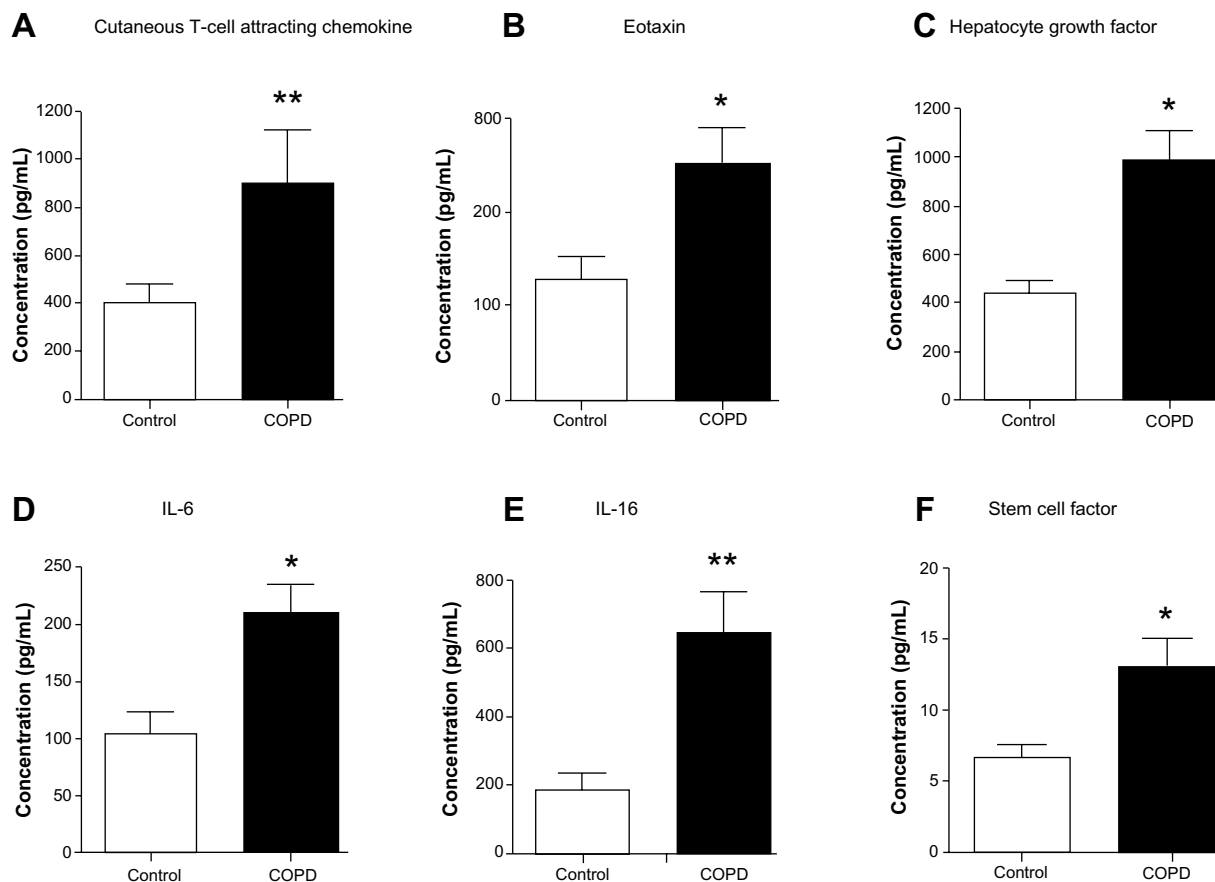 A Cutaneous T-cell attracting chemokine
**
Concentration (pg/mL)
1200
1000
800
600
400
200
0
Control COPD
B Eotaxin
*
Concentration (pg/mL)
800
200
100
0
Control COPD
C Hepatocyte growth factor
*
Concentration (pg/mL)
1200
1000
800
600
400
200
0
Control COPD
D IL-6
*
Concentration (pg/mL)
250
200
150
100
50
0
Control COPD
E IL-16
**
Concentration (pg/mL)
800
600
400
200
0
Control COPD
F Stem cell factor
*
Concentration (pg/mL)
20
15
10
5
0
Control COPD